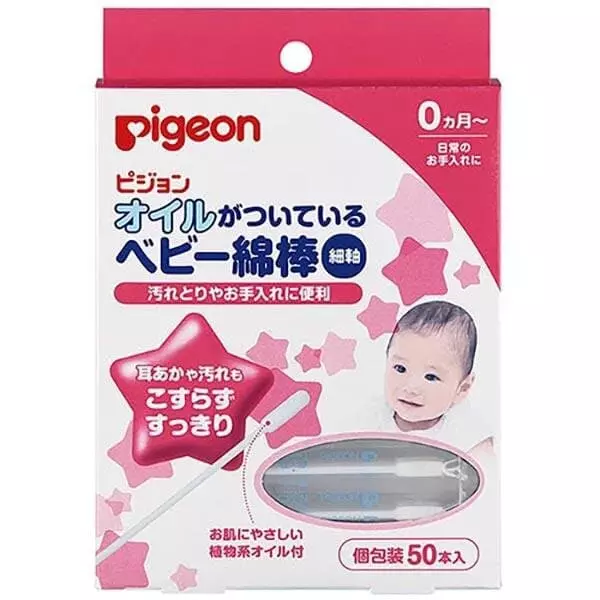 pigeon
0ヵ月～
日常の
お手入れに
ピジョン
オイルがついている
ベビー綿棒 細軸
汚れとりやお手入れに便利
耳あかや汚れも
こすらず
すっきり
お肌にやさしい
植物系オイル付
個包装50本入